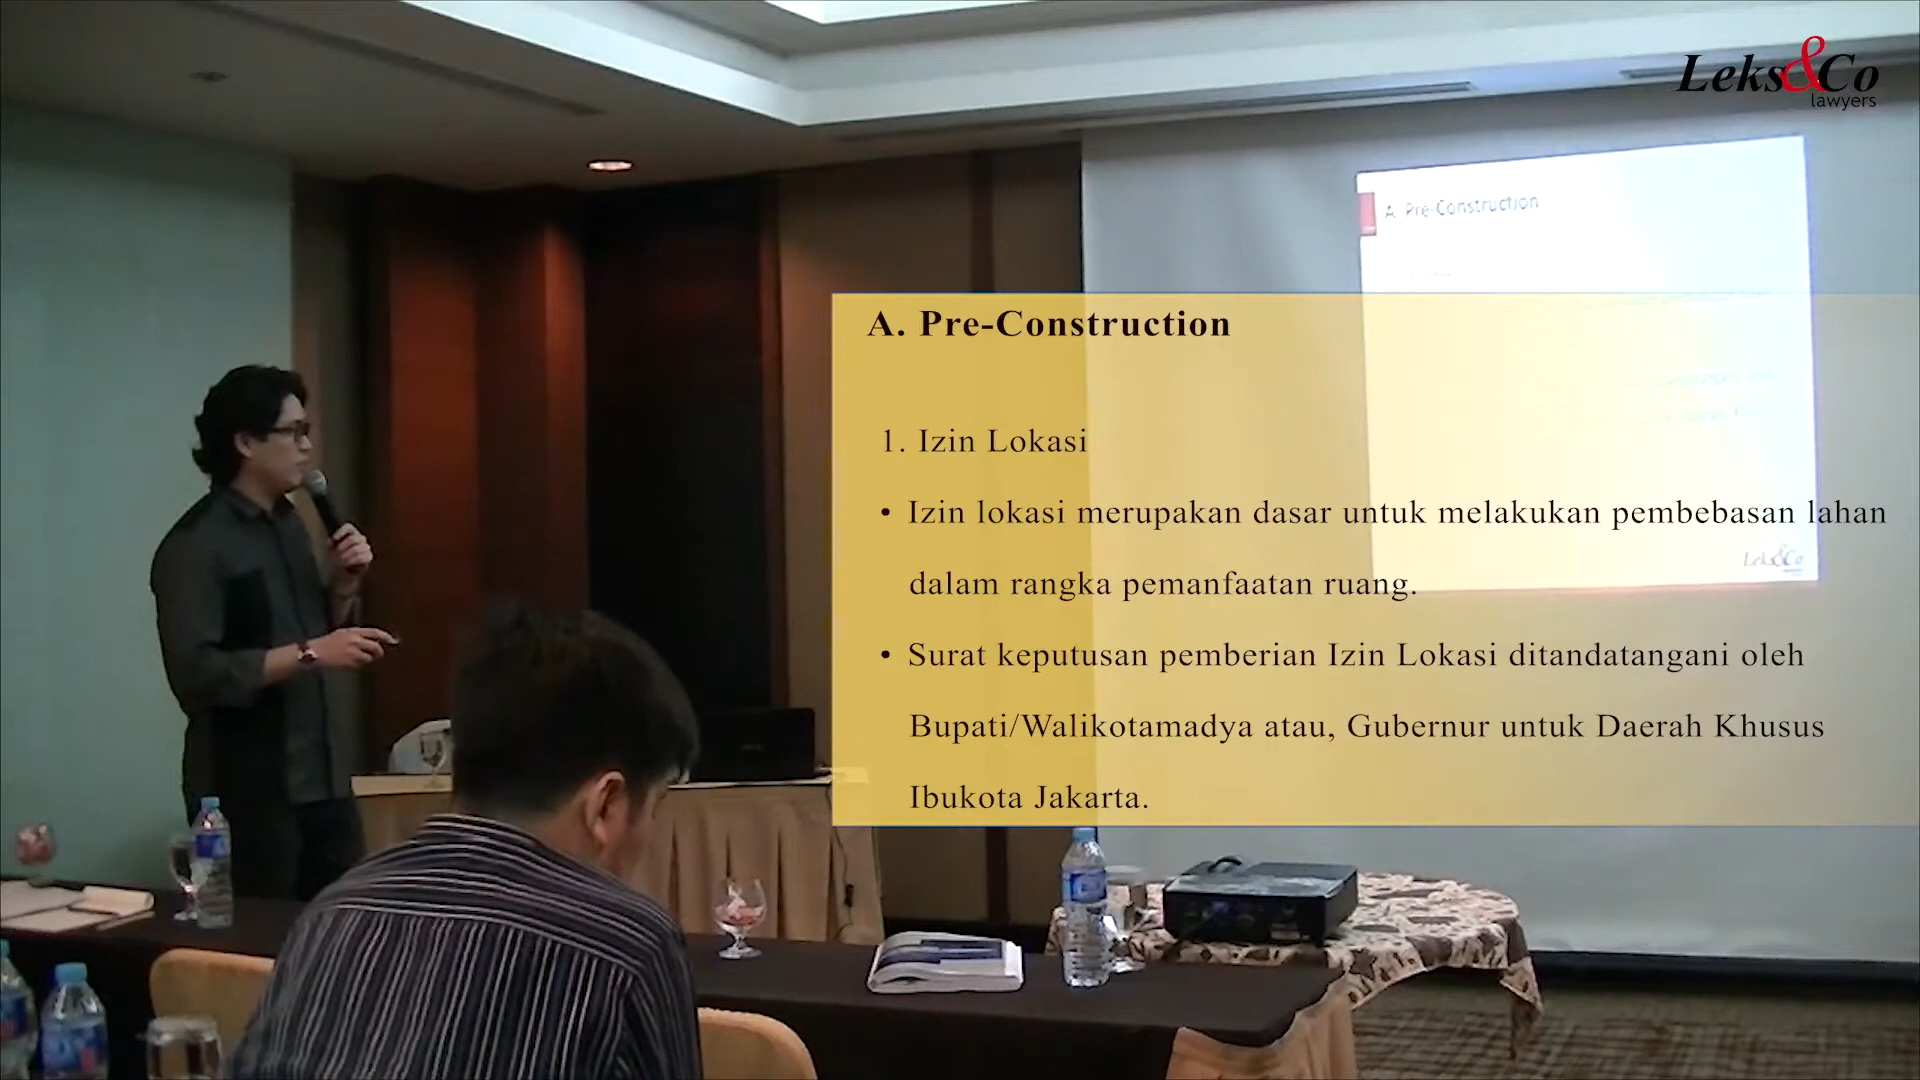 Leks&Co
lawyers
A. Pre-Construction
A. Pre-Construction
1. Izin Lokasi
• Izin lokasi merupakan dasar untuk melakukan pembebasan lahan
dalam rangka pemanfaatan ruang.
Leks&Co
• Surat keputusan pemberian Izin Lokasi ditandatangani oleh
Bupati/Walikotamadya atau, Gubernur untuk Daerah Khusus
Ibukota Jakarta.